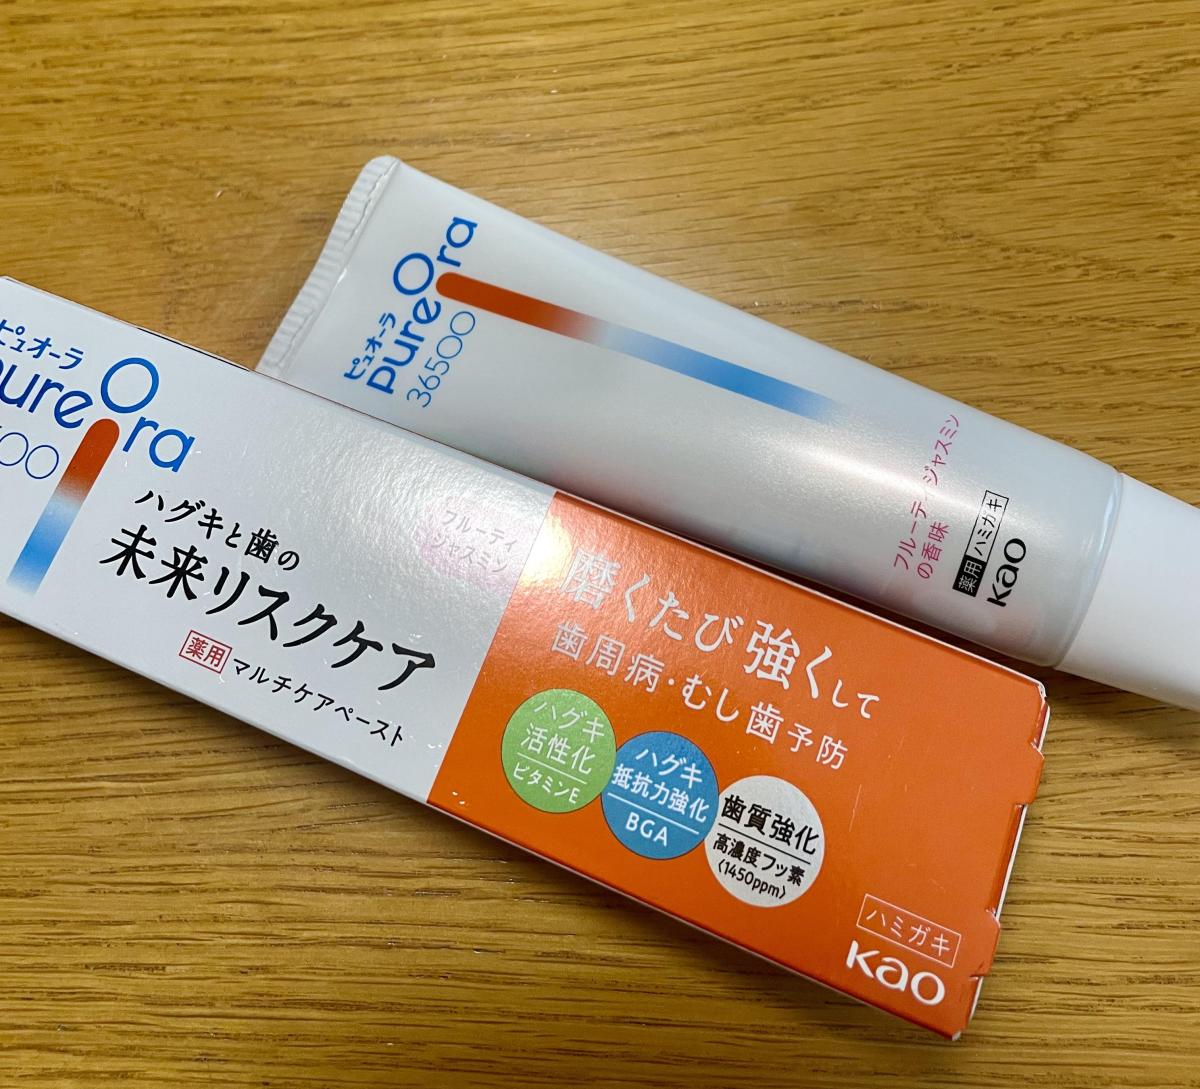 ピュオーラ
pureOra
36500
フルーティジャスミン
の香味
薬用 ハミガキ
Kao
ピュオーラ
pureOra
ハグキと歯の
未来リスクケア
薬用 マルチケアペースト
フルーティ
ジャスミン
磨くたび強くして
歯周病・むし歯予防
ハグキ
活性化
ビタミンE
ハグキ
抵抗力強化
BGA
歯質強化
高濃度フッ素
〈1450ppm〉
ハミガキ
Kao